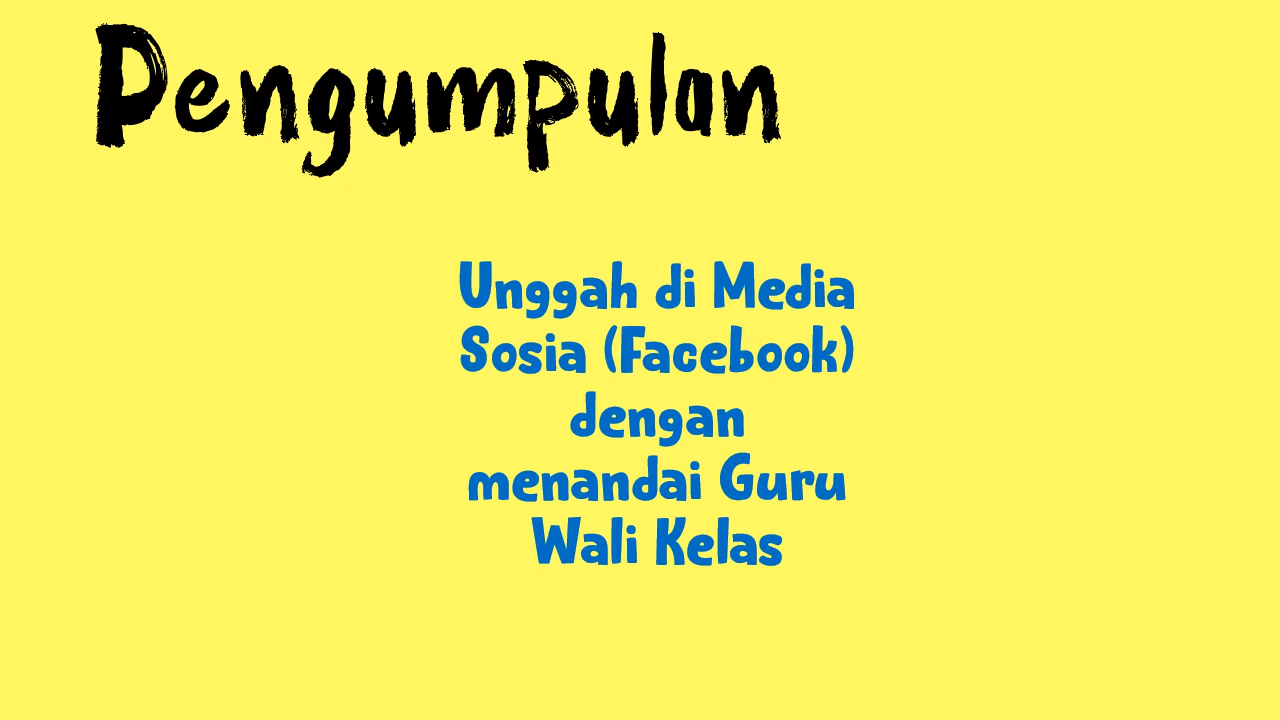 Pengumpulan
Unggah di Media
Sosia (Facebook)
dengan
menandai Guru
Wali Kelas